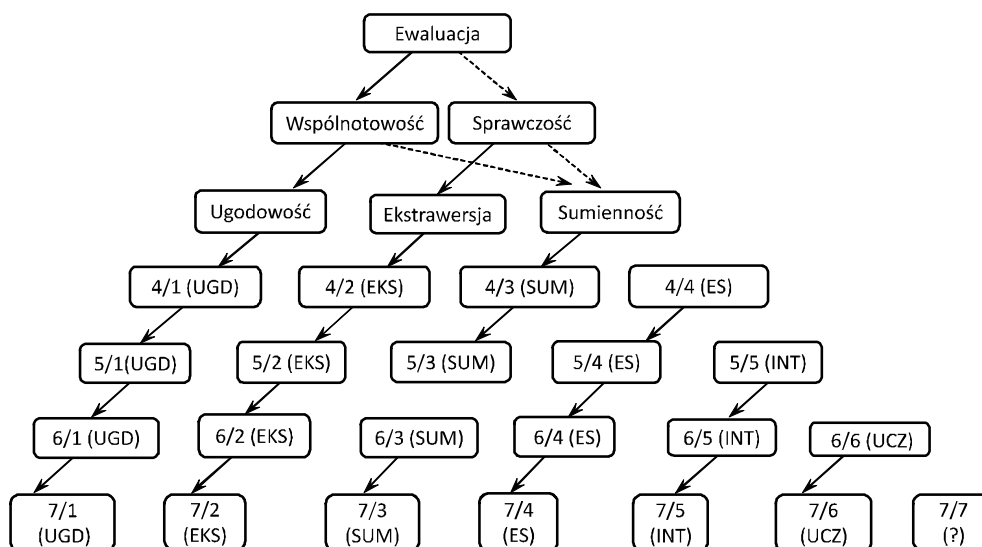 Ewaluacja
Wspólnotowość
Sprawczość
Ugodowość
Ekstrawersja
Sumienność
4/1 (UGD)
4/2 (EKS)
4/3 (SUM)
4/4 (ES)
5/1(UGD)
5/2 (EKS)
5/3 (SUM)
5/4 (ES)
5/5 (INT)
6/1 (UGD)
6/2 (EKS)
6/3 (SUM)
6/4 (ES)
6/5 (INT)
6/6 (UCZ)
7/1
(UGD)
7/2
(EKS)
7/3
(SUM)
7/4
(ES)
7/5
(INT)
7/6
(UCZ)
7/7
(?)